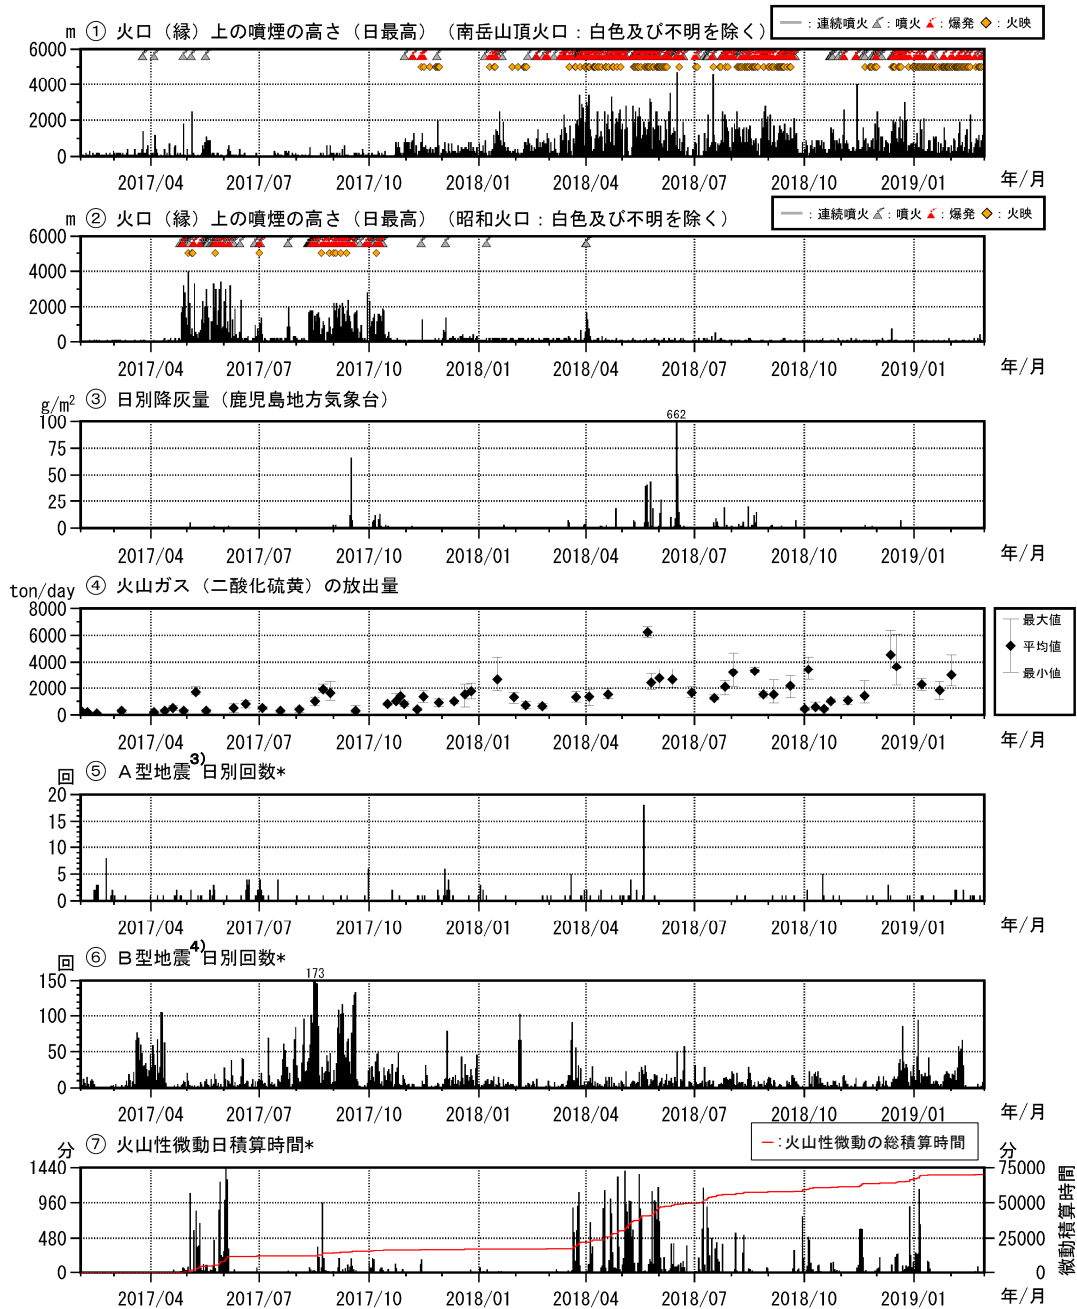 m ① 火口（縁）上の噴煙の高さ（日最高）（南岳山頂火口：白色及び不明を除く）
：連続噴火 ：噴火 ：爆発 ：火映
6000
4000
2000
0
2017/04 2017/07 2017/10 2018/01 2018/04 2018/07 2018/10 2019/01 年/月
m ② 火口（縁）上の噴煙の高さ（日最高）（昭和火口：白色及び不明を除く）
：連続噴火 ：噴火 ：爆発 ：火映
6000
4000
2000
0
2017/04 2017/07 2017/10 2018/01 2018/04 2018/07 2018/10 2019/01 年/月
g/m² ③ 日別降灰量（鹿児島地方気象台）
662
100
75
50
25
0
2017/04 2017/07 2017/10 2018/01 2018/04 2018/07 2018/10 2019/01 年/月
ton/day ④ 火山ガス（二酸化硫黄）の放出量
8000
6000
4000
2000
0
最大値
平均値
最小値
2017/04 2017/07 2017/10 2018/01 2018/04 2018/07 2018/10 2019/01 年/月
回 ⑤ Ａ型地震3)日別回数*
20
15
10
5
0
2017/04 2017/07 2017/10 2018/01 2018/04 2018/07 2018/10 2019/01 年/月
回 ⑥ Ｂ型地震4)日別回数*
173
150
100
50
0
2017/04 2017/07 2017/10 2018/01 2018/04 2018/07 2018/10 2019/01 年/月
分 ⑦ 火山性微動日積算時間*
：火山性微動の総積算時間
分
1440 75000
960 50000
480 25000
0 0
微動積算時間
2017/04 2017/07 2017/10 2018/01 2018/04 2018/07 2018/10 2019/01 年/月